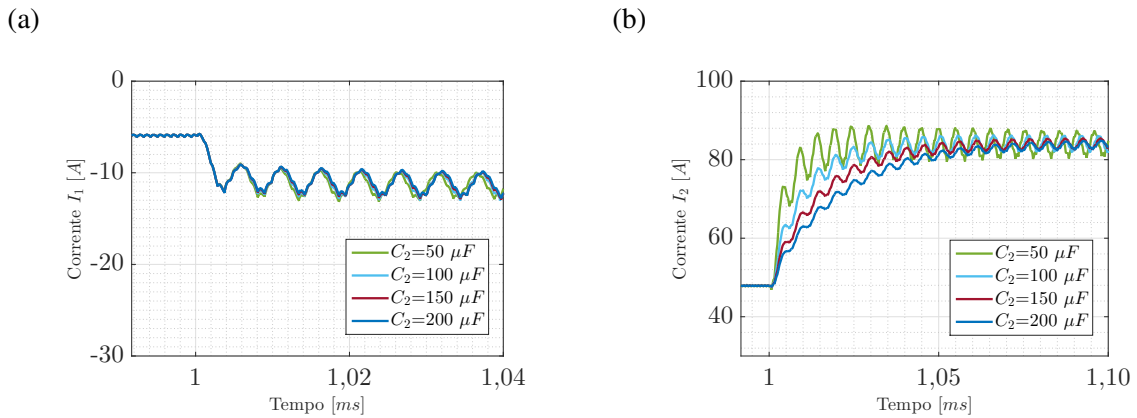 (a)
0
-10
-20
-30
Corrente I₁ [A]
C₂=50 μF
C₂=100 μF
C₂=150 μF
C₂=200 μF
1
1,02
1,04
Tempo [ms]
(b)
100
80
60
40
Corrente I₂ [A]
C₂=50 μF
C₂=100 μF
C₂=150 μF
C₂=200 μF
1
1,05
1,10
Tempo [ms]